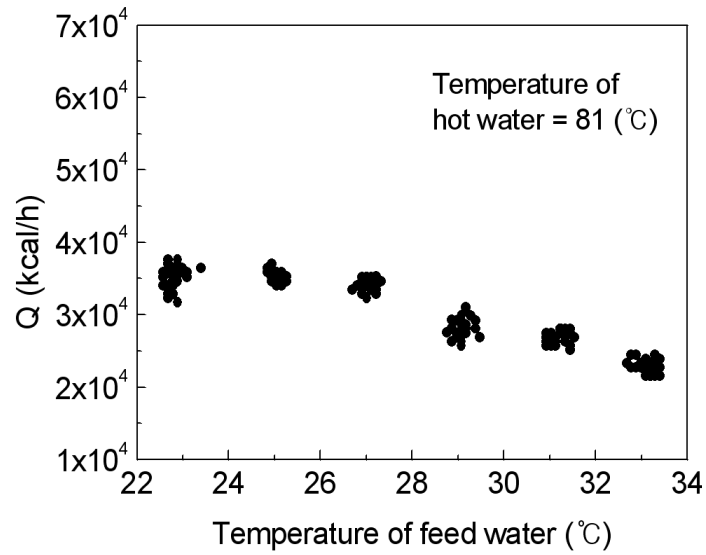 7x10⁴
6x10⁴
5x10⁴
4x10⁴
3x10⁴
2x10⁴
1x10⁴
Q (kcal/h)
Temperature of
hot water = 81 (℃)
22 24 26 28 30 32 34
Temperature of feed water (℃)